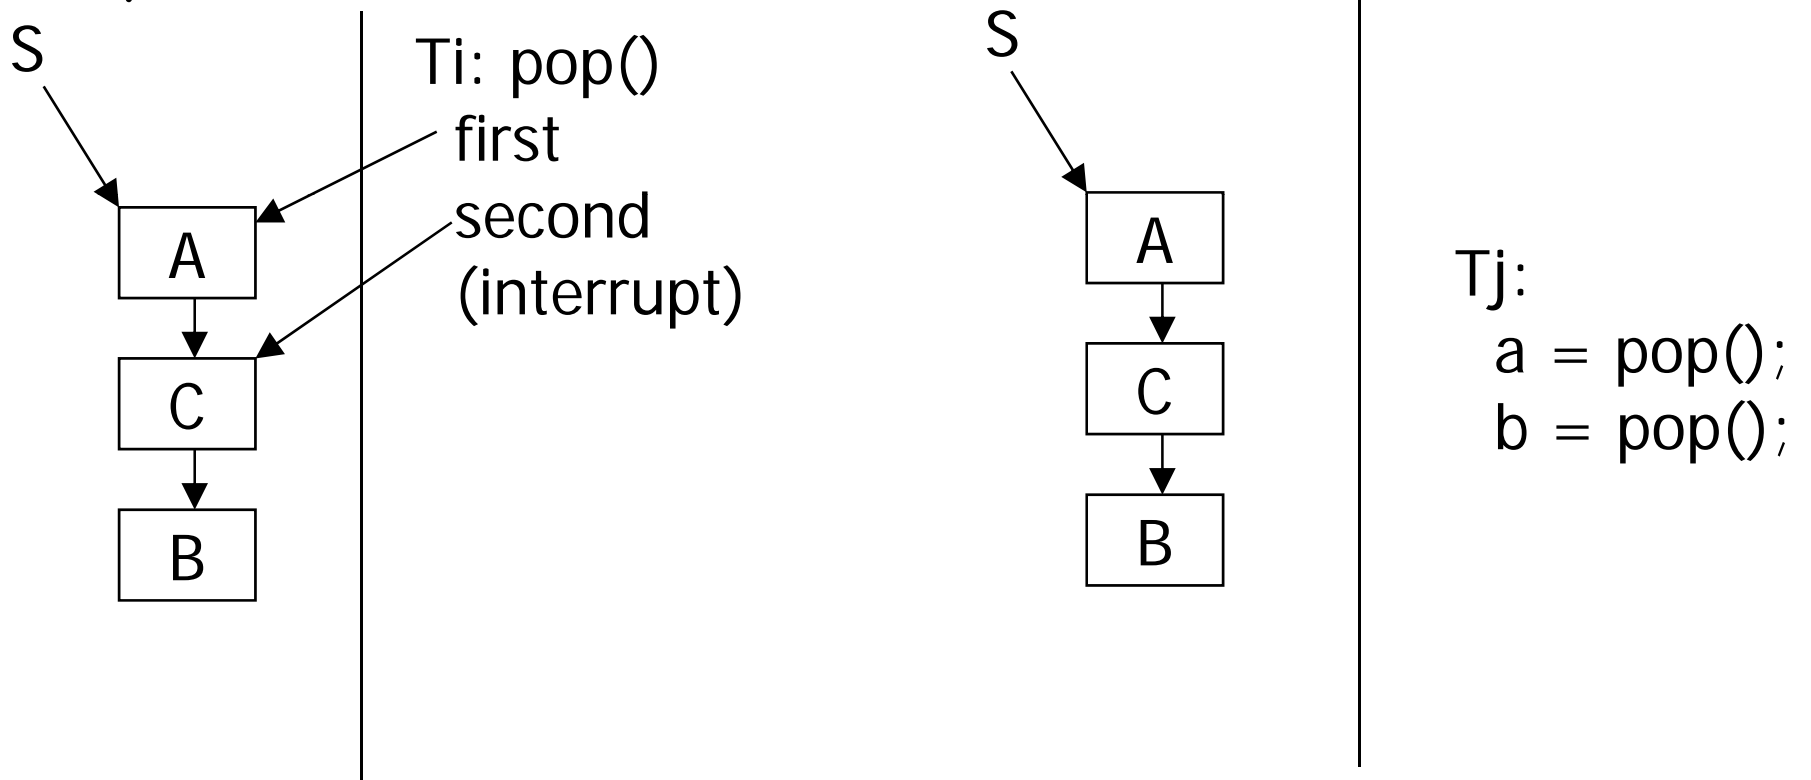 S
Ti: pop()
first
second
(interrupt)
A
C
B
S
A
C
B
Tj:
a = pop();
b = pop();